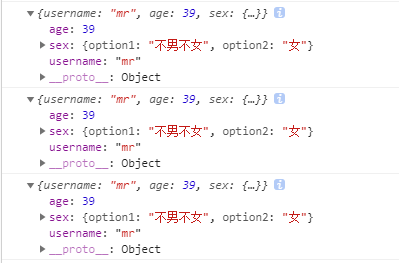 ▼{username: "mr", age: 39, sex: {…}} i
age: 39
▶sex: {option1: "不男不女", option2: "女"}
username: "mr"
▶__proto__: Object
▼{username: "mr", age: 39, sex: {…}} i
age: 39
▶sex: {option1: "不男不女", option2: "女"}
username: "mr"
▶__proto__: Object
▼{username: "mr", age: 39, sex: {…}} i
age: 39
▶sex: {option1: "不男不女", option2: "女"}
username: "mr"
▶__proto__: Object